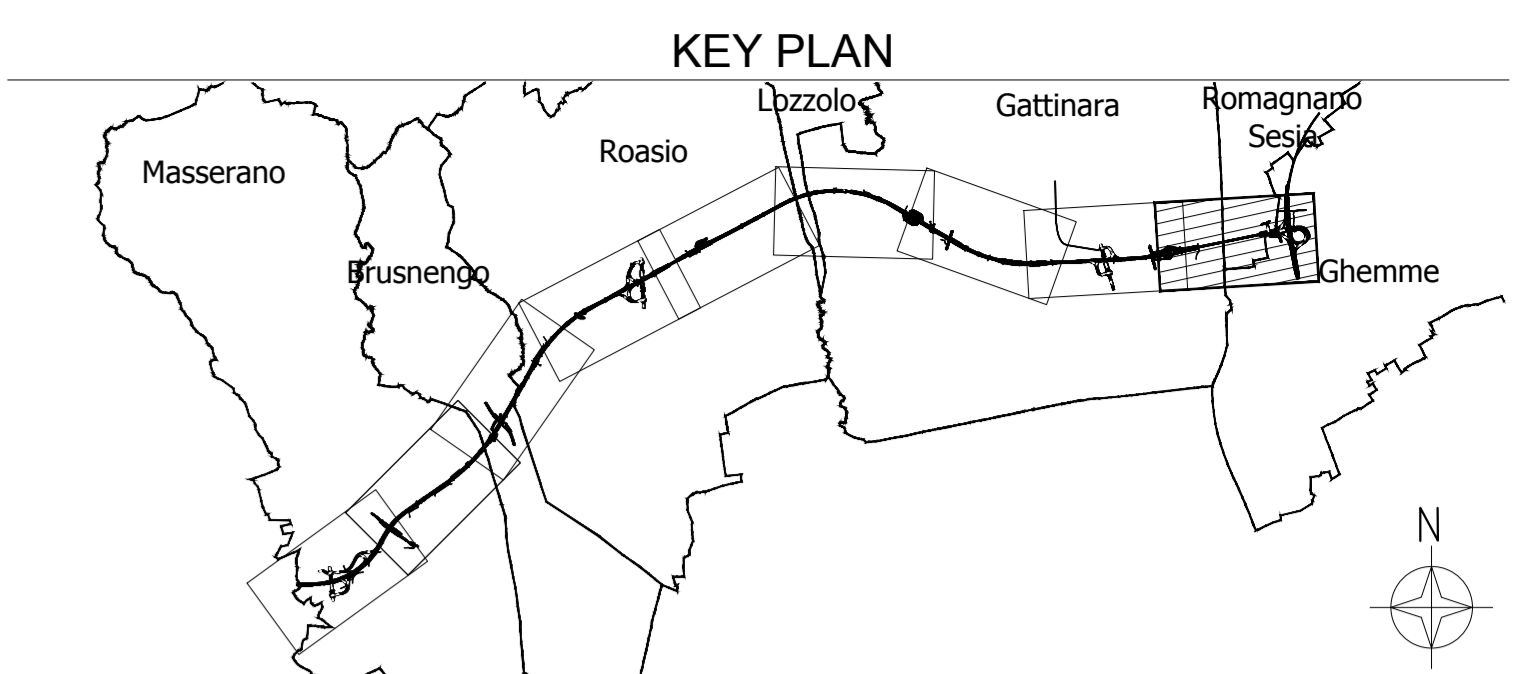 KEY PLAN
Lozzolo
Gattinara
Romagnano
Sesia
Roasio
Masserano
Brusnengo
Ghemme
N